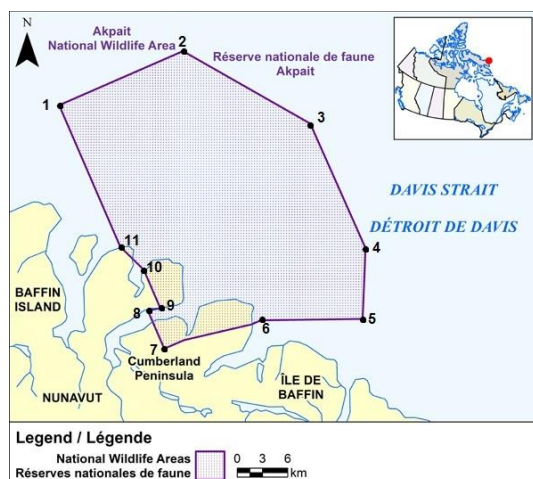 Akpait
National Wildlife Area
Réserve nationale de faune
Akpait
N
1
2
3
4
5
6
7
8
9
10
11
DAVIS STRAIT
DÉTROIT DE DAVIS
BAFFIN
ISLAND
Cumberland
Peninsula
NUNAVUT
ÎLE DE
BAFFIN
Legend / Légende
National Wildlife Areas
Réserves nationales de faune
0 3 6
km